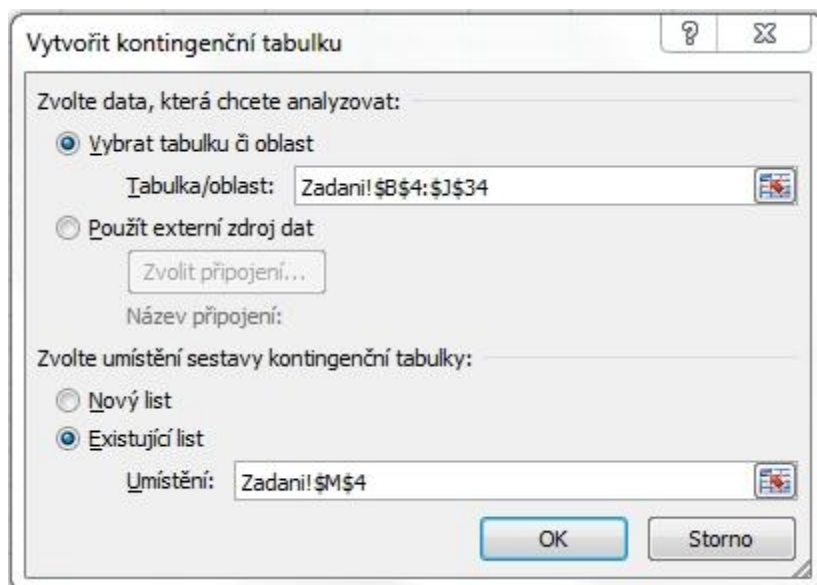 Vytvořit kontingenční tabulku
Zvolte data, která chcete analyzovat:
Vybrat tabulku či oblast
Tabulka/oblast: Zadani!$B$4:$J$34
Použít externí zdroj dat
Zvolit připojení...
Název připojení:
Zvolte umístění sestavy kontingenční tabulky:
Nový list
Existující list
Umístění: Zadani!$M$4
OK Storno